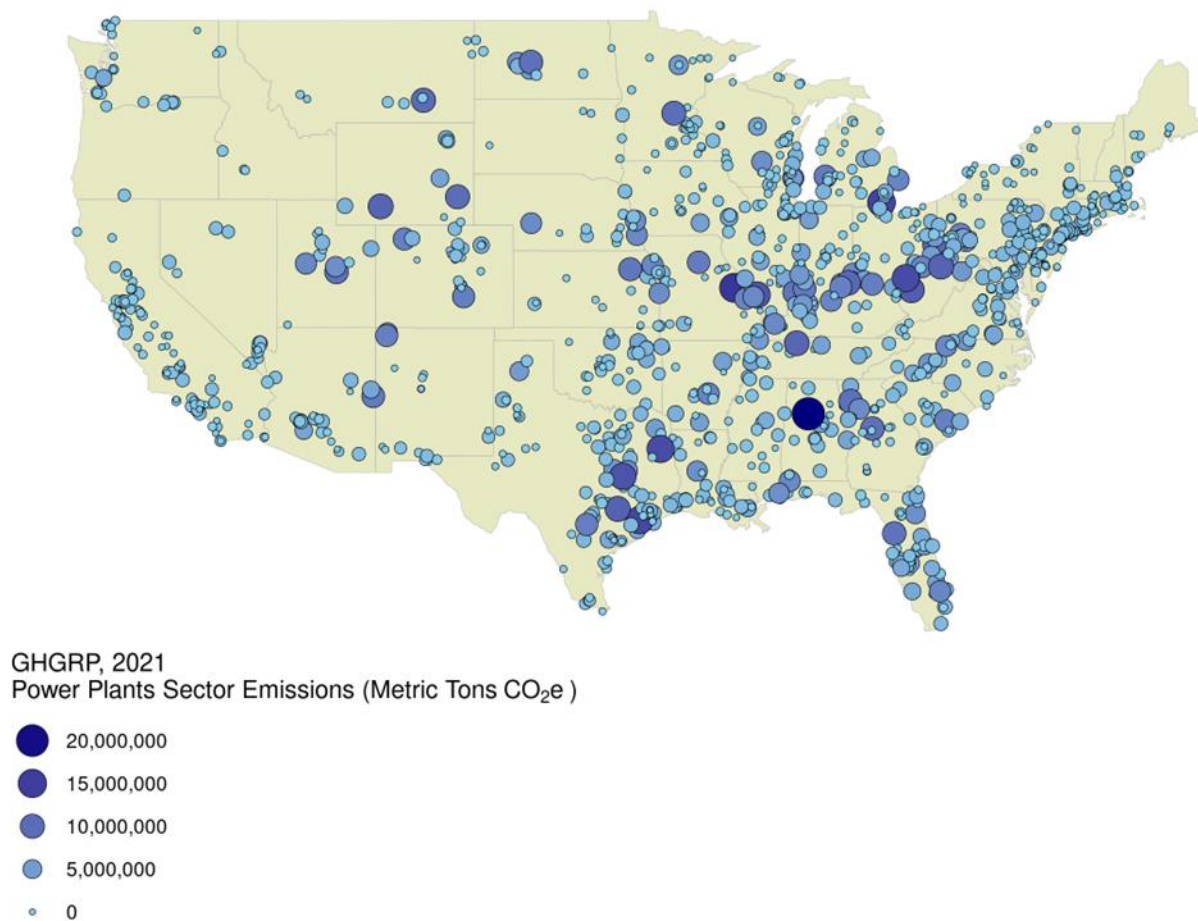 GHGRP, 2021
Power Plants Sector Emissions (Metric Tons CO₂e )
20,000,000
15,000,000
10,000,000
5,000,000
0